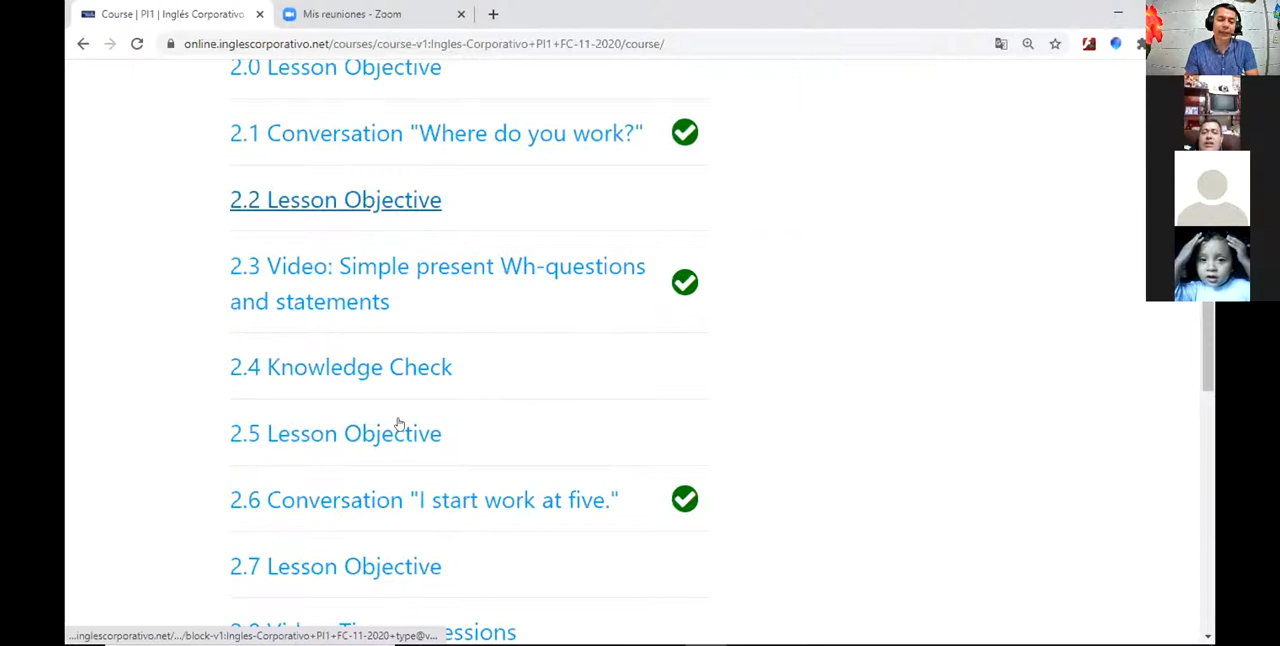 Course | PI1 | Inglés Corporativo
Mis reuniones - Zoom
online.inglescorporativo.net/courses/course-v1:Ingles-Corporativo+PI1+FC-11-2020/course/
2.0 Lesson Objective
2.1 Conversation "Where do you work?"
2.2 Lesson Objective
2.3 Video: Simple present Wh-questions
and statements
2.4 Knowledge Check
2.5 Lesson Objective
2.6 Conversation "I start work at five."
2.7 Lesson Objective
...inglescorporativo.net/.../block-v1:Ingles-Corporativo+PI1+FC-11-2020+type@v...